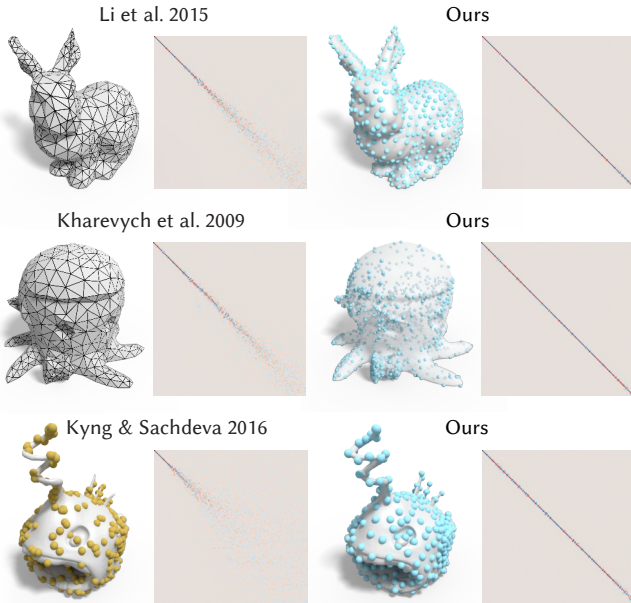 Li et al. 2015
Ours
Kharevych et al. 2009
Ours
Kyng & Sachdeva 2016
Ours